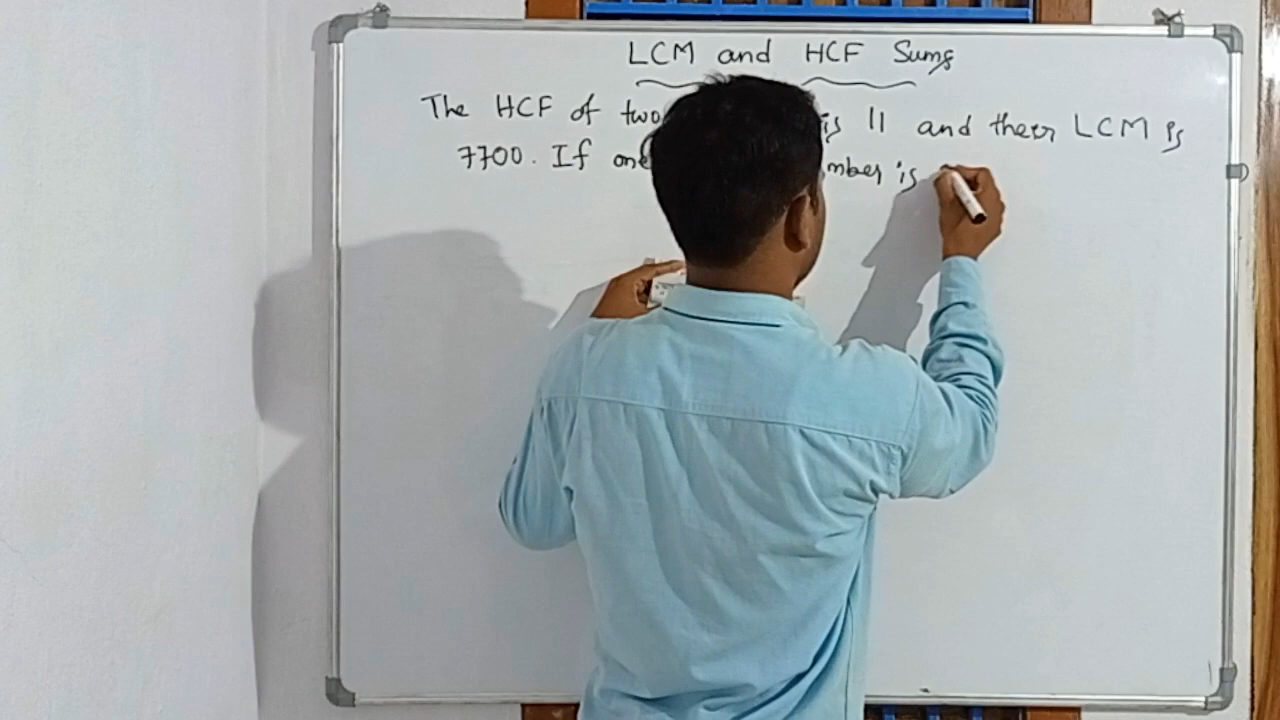 LCM and HCF Sums
The HCF of two is 11 and their LCM is
7700. If one mber is